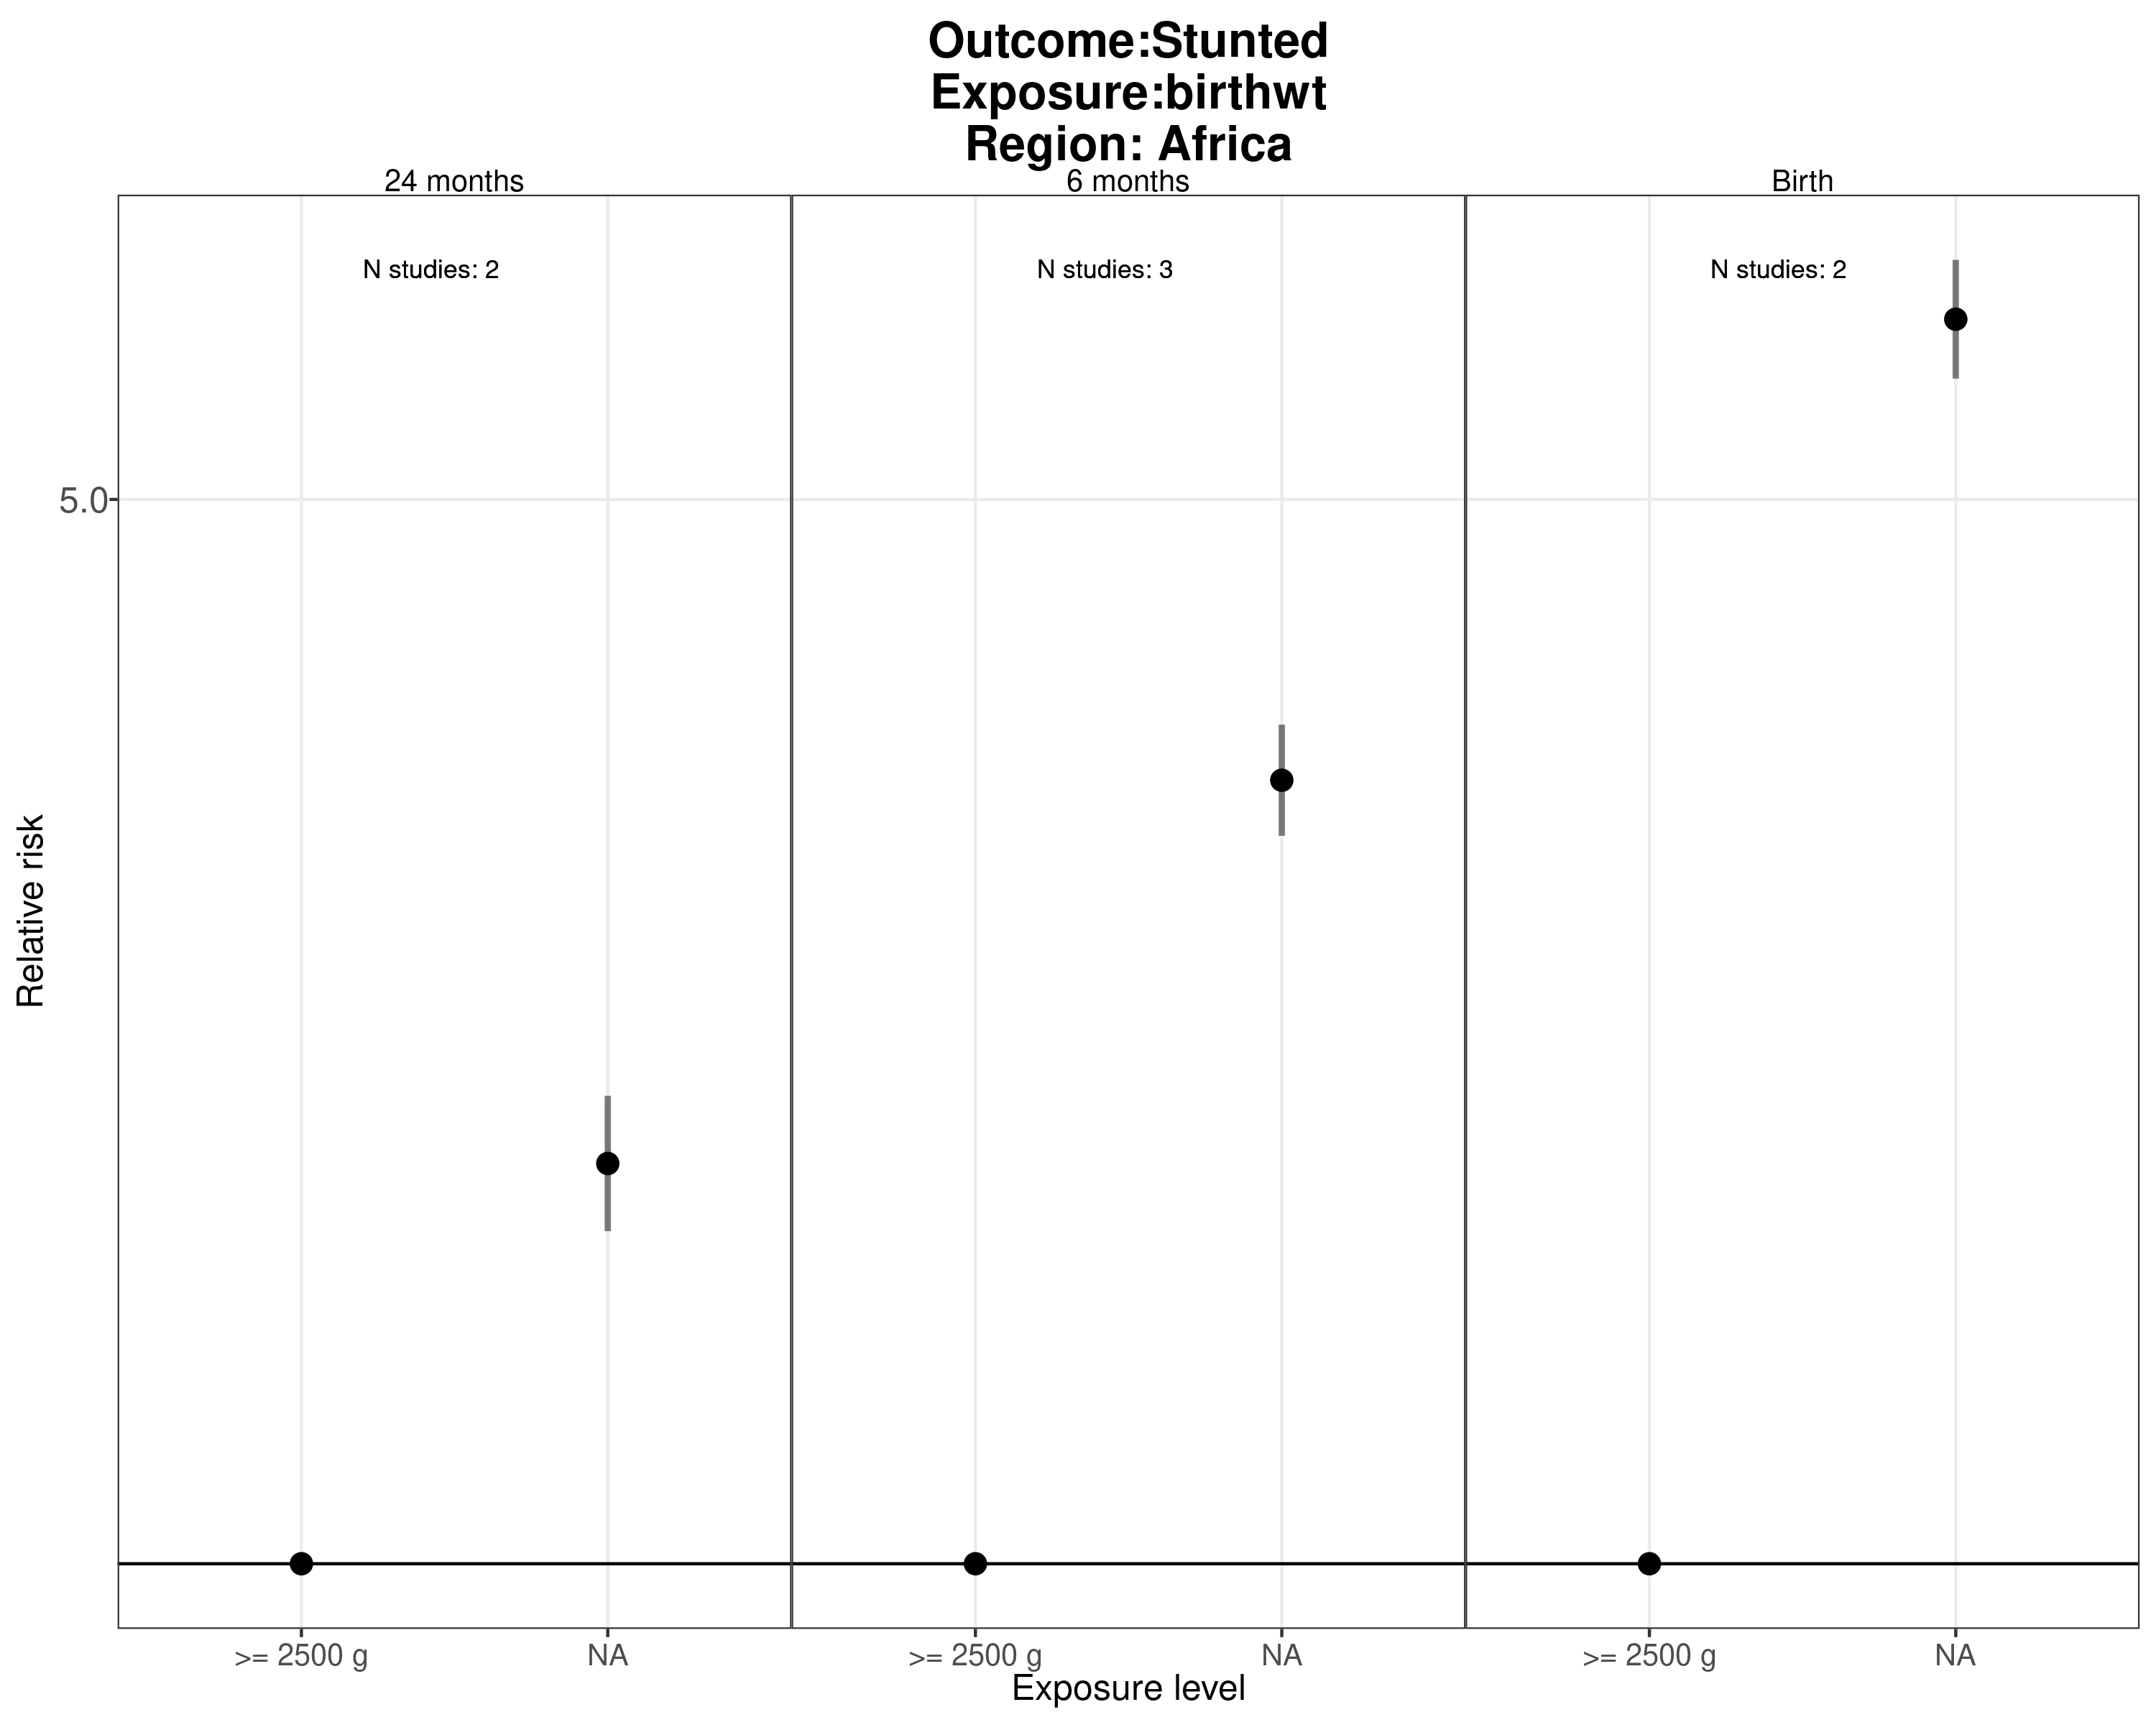 Outcome:Stunted
Exposure:birthwt
Region: Africa
24 months
6 months
Birth
N studies: 2
N studies: 3
N studies: 2
5.0
Relative risk
>= 2500 g
NA
>= 2500 g
NA
>= 2500 g
NA
Exposure level